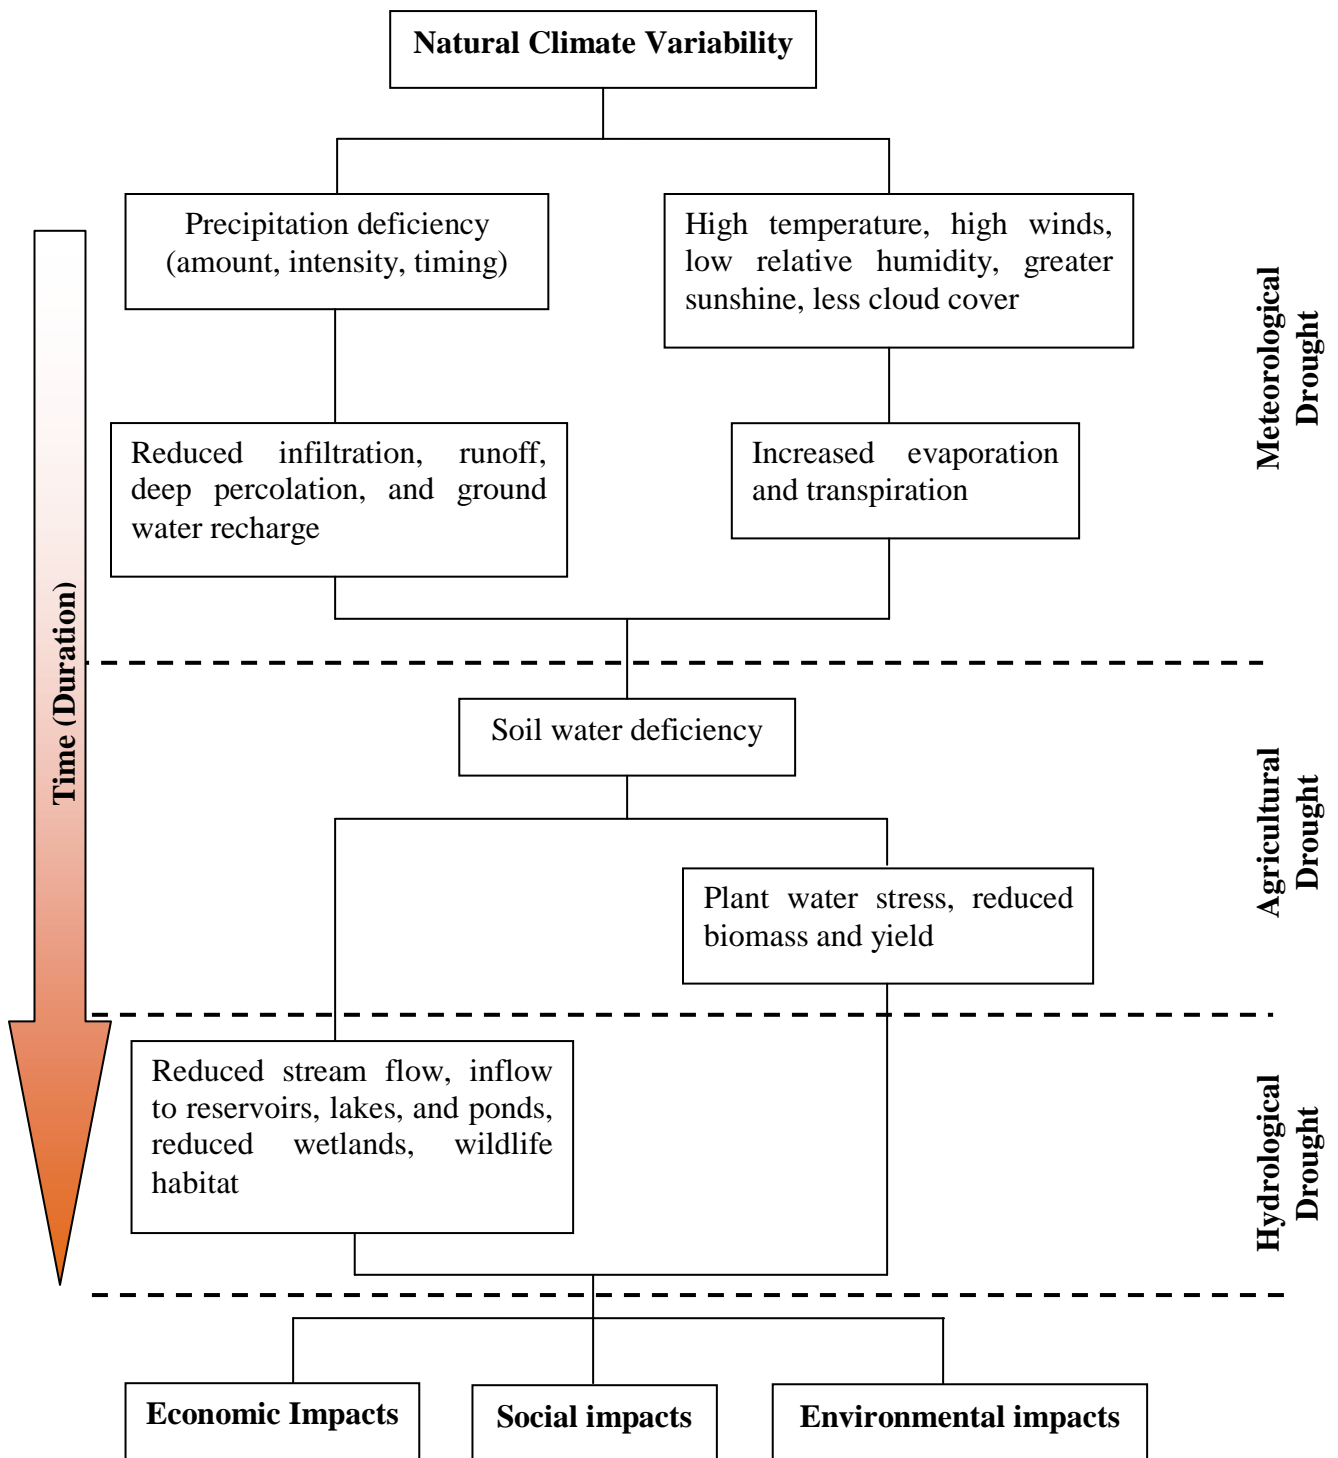 Natural Climate Variability
Precipitation deficiency
(amount, intensity, timing)
High temperature, high winds,
low relative humidity, greater
sunshine, less cloud cover
Meteorological
Drought
Reduced infiltration, runoff,
deep percolation, and ground
water recharge
Increased evaporation
and transpiration
Time (Duration)
Soil water deficiency
Agricultural
Drought
Plant water stress, reduced
biomass and yield
Reduced stream flow, inflow
to reservoirs, lakes, and ponds,
reduced wetlands, wildlife
habitat
Hydrological
Drought
Economic Impacts
Social impacts
Environmental impacts